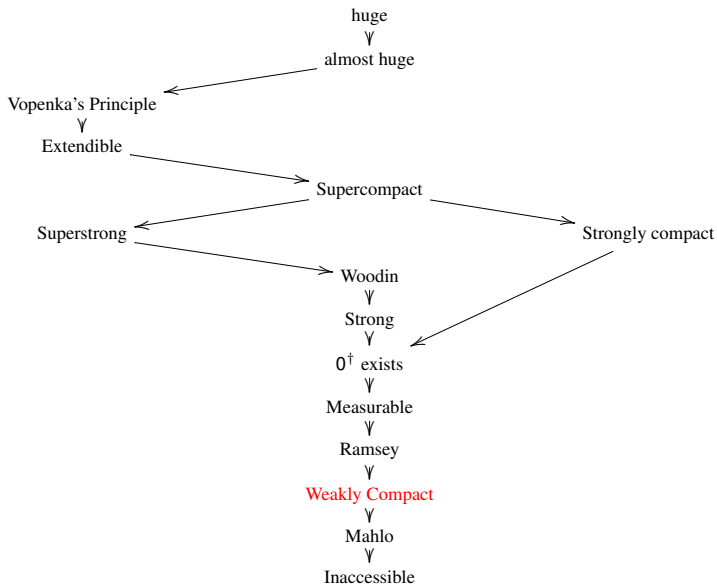 huge
almost huge
Vopenka's Principle
Extendible
Supercompact
Superstrong
Strongly compact
Woodin
Strong
0† exists
Measurable
Ramsey
Weakly Compact
Mahlo
Inaccessible